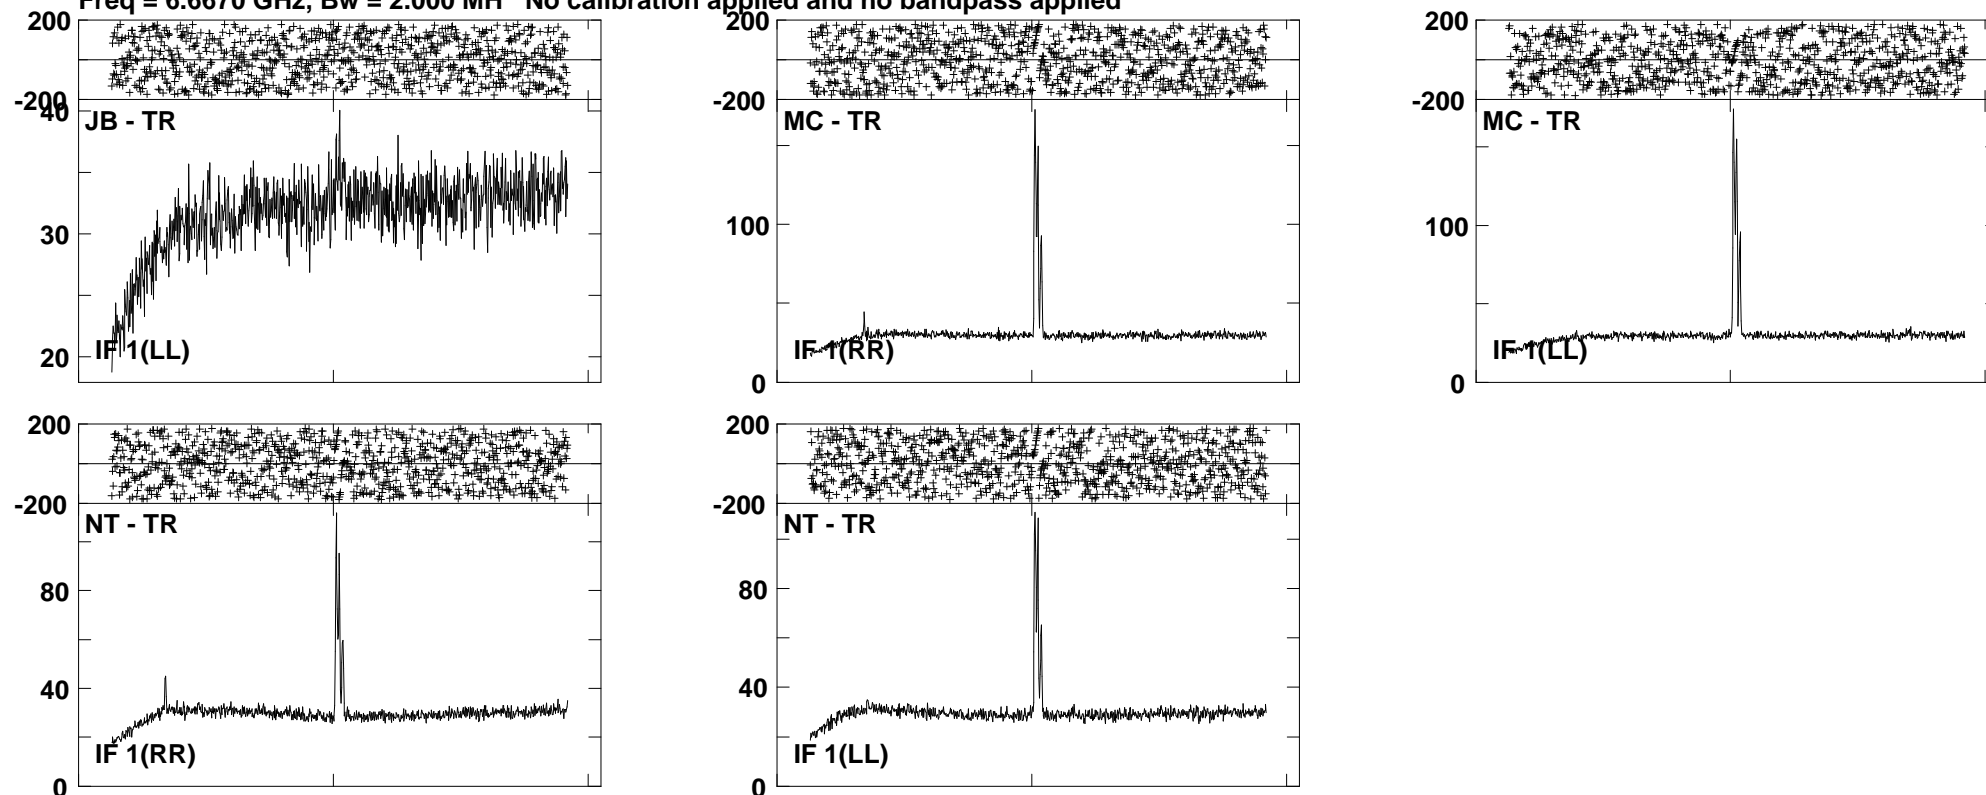 Freq = 6.6670 GHz, Bw = 2.000 MH No calibration applied and no bandpass applied
200
-200
40
30
20
JB - TR
IF 1(LL)
200
-200
100
0
MC - TR
IF 1(RR)
200
-200
100
0
MC - TR
IF 1(LL)
200
-200
80
40
0
NT - TR
IF 1(RR)
200
-200
80
40
0
NT - TR
IF 1(LL)